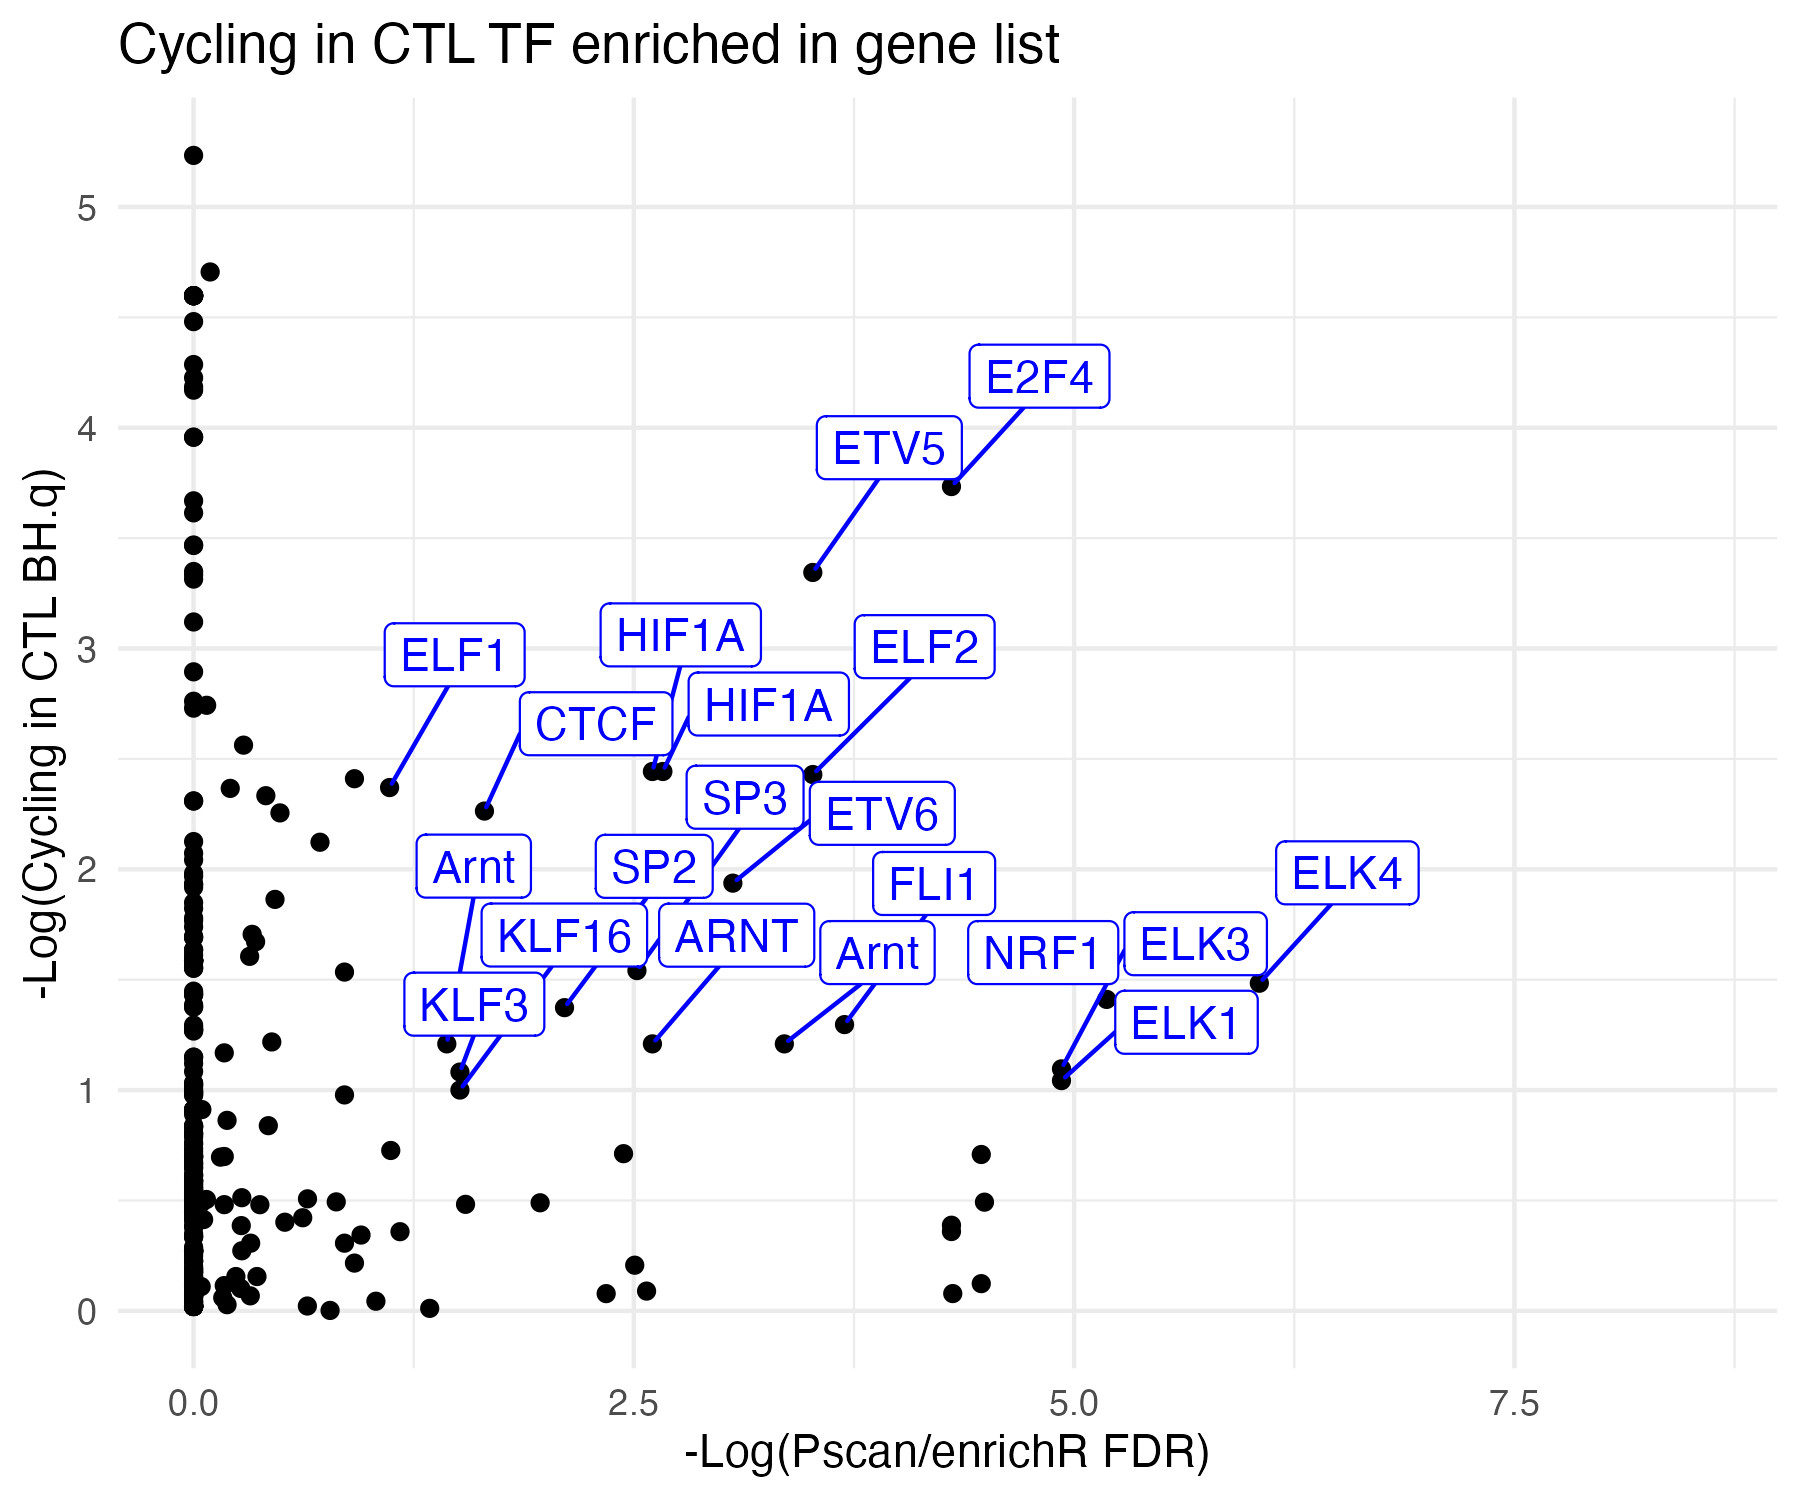 Cycling in CTL TF enriched in gene list
-Log(Cycling in CTL BH.q)
5
4
3
2
1
0
E2F4
ETV5
HIF1A
ELF2
ELF1
HIF1A
CTCF
SP3
ETV6
Arnt
SP2
FLI1
ELK4
KLF16
ARNT
Arnt
NRF1
ELK3
KLF3
ELK1
0.0
2.5
5.0
7.5
-Log(Pscan/enrichR FDR)